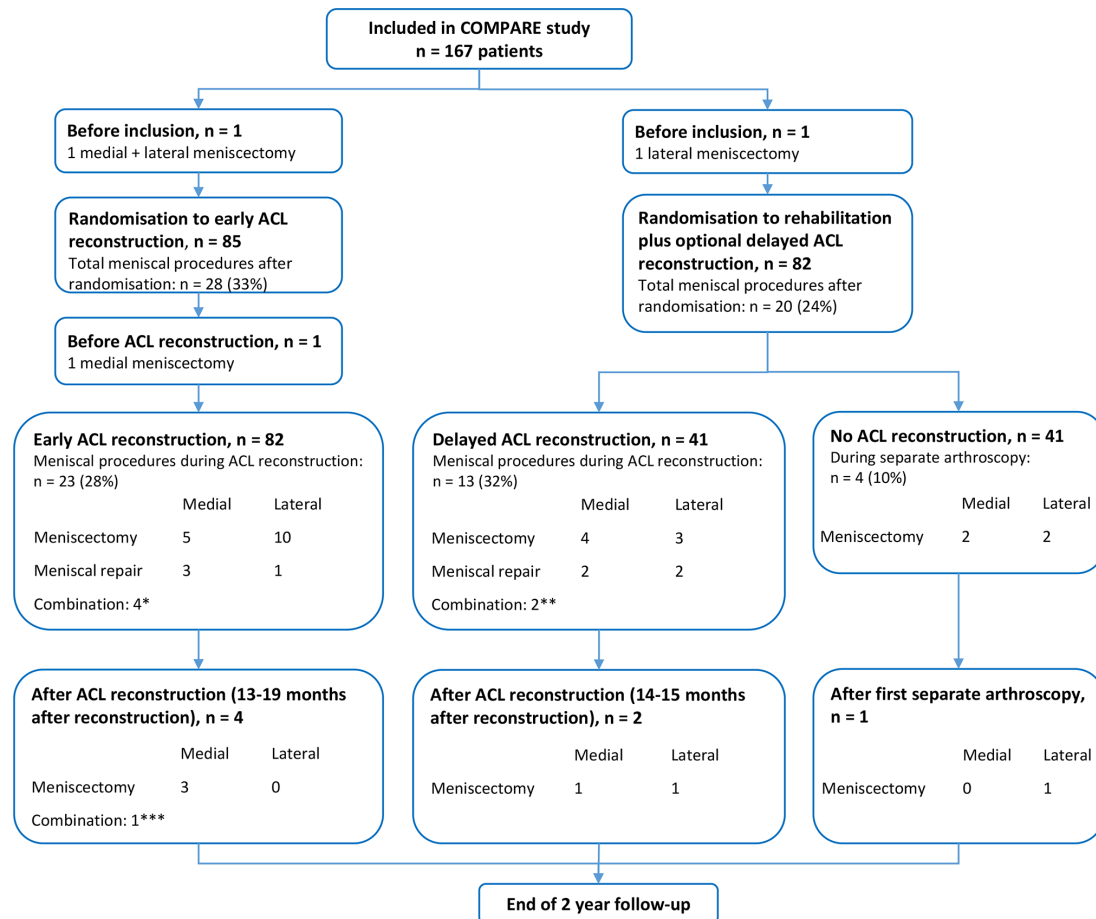 Included in COMPARE study
n = 167 patients
Before inclusion, n = 1
1 medial + lateral meniscectomy
Before inclusion, n = 1
1 lateral meniscectomy
Randomisation to early ACL
reconstruction, n = 85
Total meniscal procedures after
randomisation: n = 28 (33%)
Randomisation to rehabilitation
plus optional delayed ACL
reconstruction, n = 82
Total meniscal procedures after
randomisation: n = 20 (24%)
Before ACL reconstruction, n = 1
1 medial meniscectomy
Early ACL reconstruction, n = 82
Meniscal procedures during ACL reconstruction:
n = 23 (28%)
Medial Lateral
Meniscectomy 5 10
Meniscal repair 3 1
Combination: 4*
Delayed ACL reconstruction, n = 41
Meniscal procedures during ACL reconstruction:
n = 13 (32%)
Medial Lateral
Meniscectomy 4 3
Meniscal repair 2 2
Combination: 2**
No ACL reconstruction, n = 41
During separate arthroscopy:
n = 4 (10%)
Medial Lateral
Meniscectomy 2 2
After ACL reconstruction (13-19 months
after reconstruction), n = 4
Medial Lateral
Meniscectomy 3 0
Combination: 1***
After ACL reconstruction (14-15 months
after reconstruction), n = 2
Medial Lateral
Meniscectomy 1 1
After first separate arthroscopy,
n = 1
Medial Lateral
Meniscectomy 0 1
End of 2 year follow-up